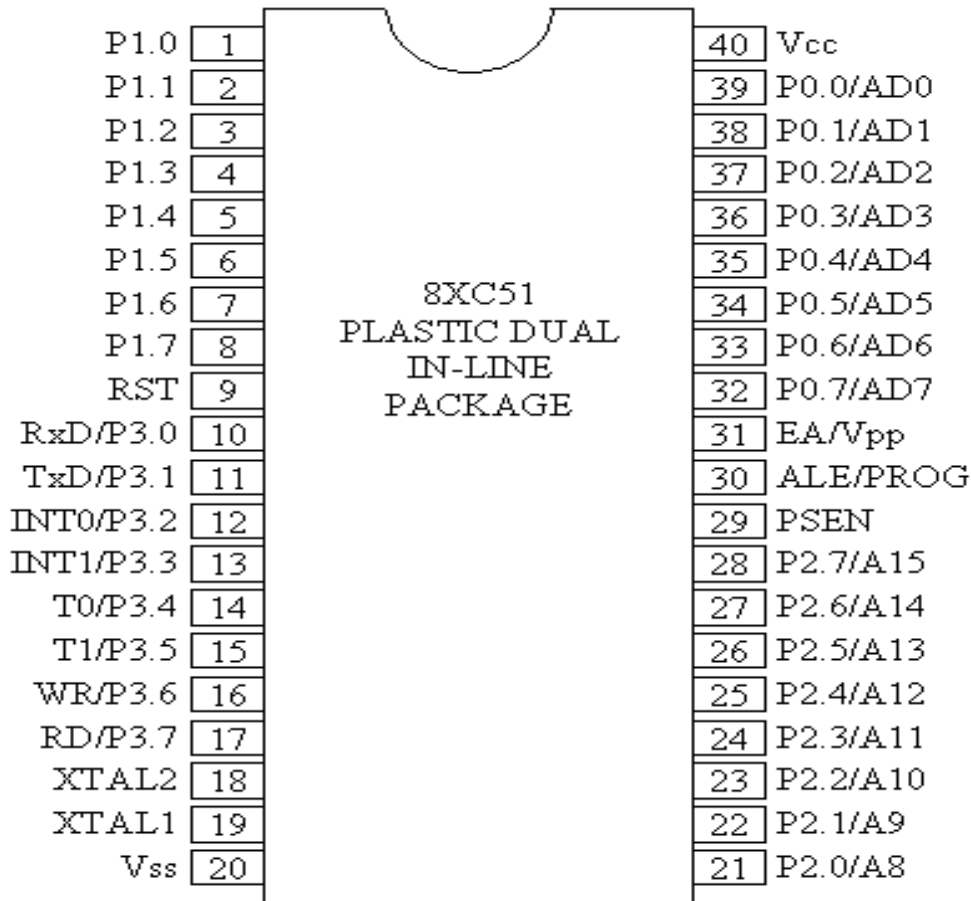 P1.0 1 40 Vcc
P1.1 2 39 P0.0/AD0
P1.2 3 38 P0.1/AD1
P1.3 4 37 P0.2/AD2
P1.4 5 36 P0.3/AD3
P1.5 6 35 P0.4/AD4
P1.6 7 34 P0.5/AD5
P1.7 8 33 P0.6/AD6
RST 9 32 P0.7/AD7
RxD/P3.0 10 31 EA/Vpp
TxD/P3.1 11 30 ALE/PROG
INT0/P3.2 12 29 PSEN
INT1/P3.3 13 28 P2.7/A15
T0/P3.4 14 27 P2.6/A14
T1/P3.5 15 26 P2.5/A13
WR/P3.6 16 25 P2.4/A12
RD/P3.7 17 24 P2.3/A11
XTAL2 18 23 P2.2/A10
XTAL1 19 22 P2.1/A9
Vss 20 21 P2.0/A8
8XC51
PLASTIC DUAL
IN-LINE
PACKAGE